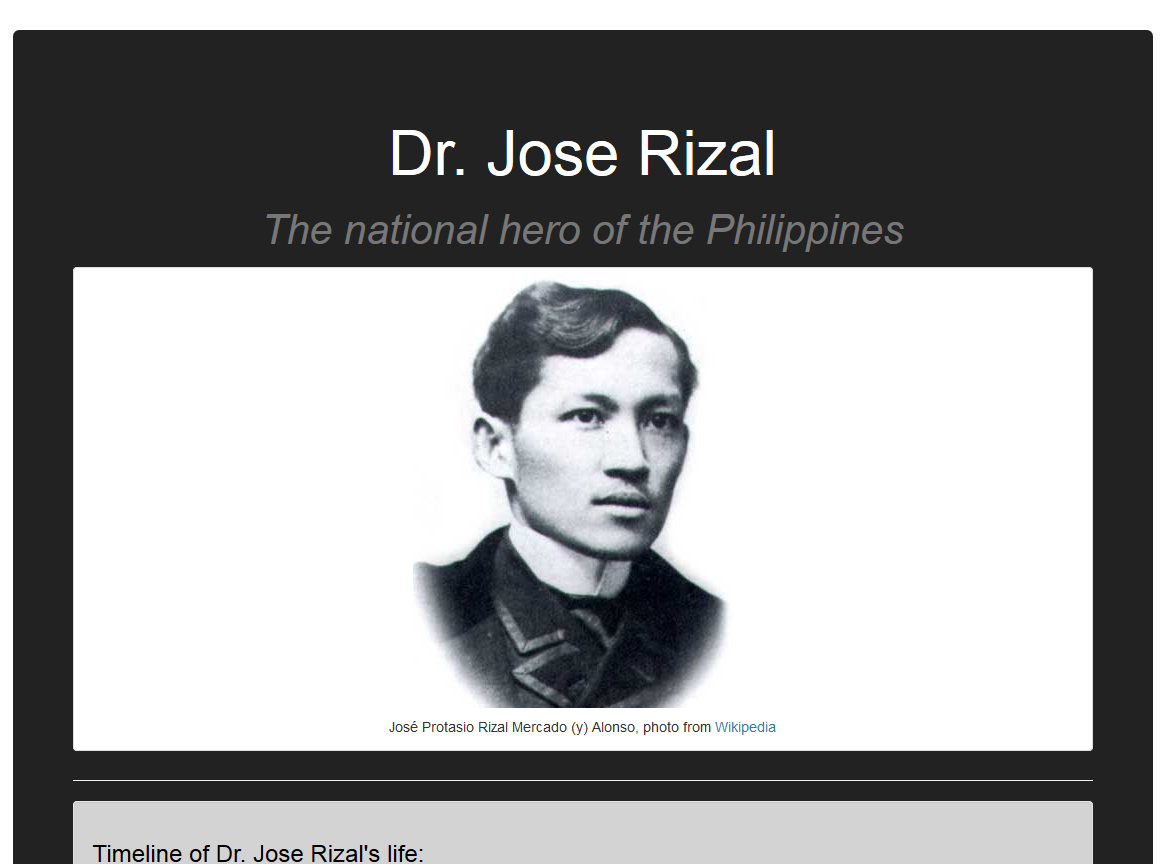 Dr. Jose Rizal
The national hero of the Philippines
José Protasio Rizal Mercado (y) Alonso, photo from Wikipedia
Timeline of Dr. Jose Rizal's life: